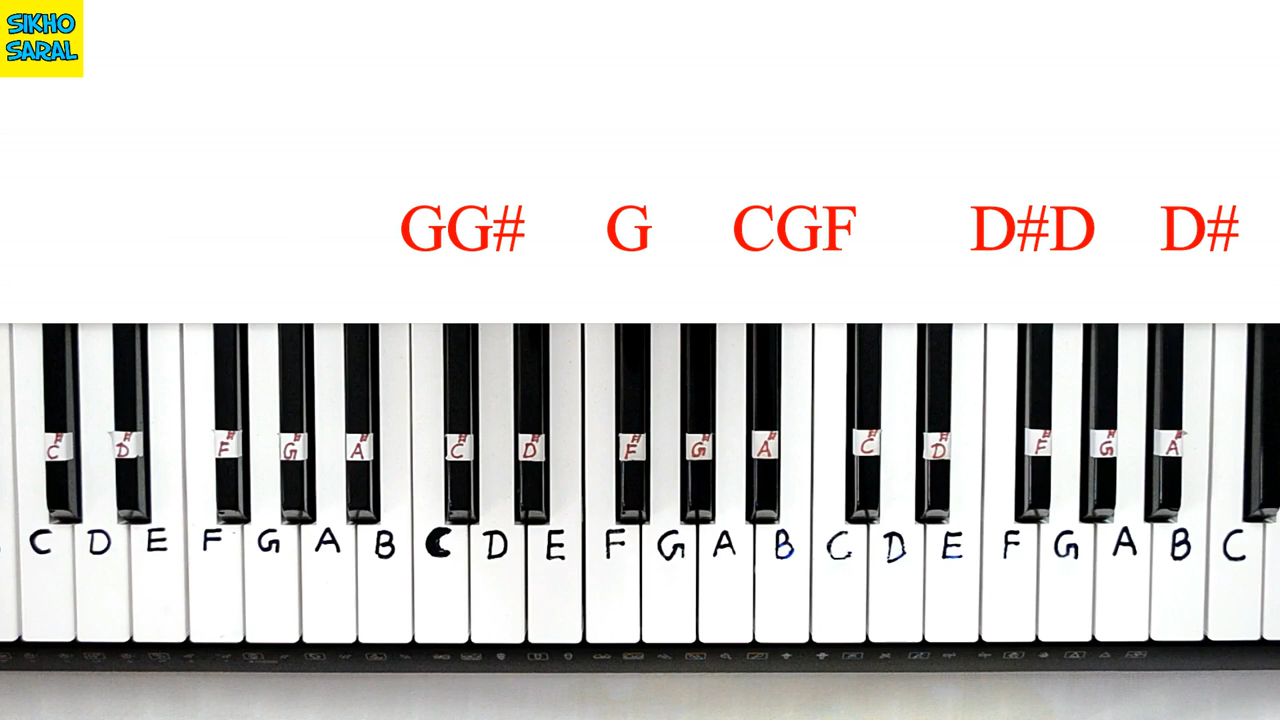 SIKHO
SARAL
GG# G CGF D#D D#
C# D# F# G# A# C# D# F# G# A# C# D# F# G# A#
C D E F G A B C D E F G A B C D E F G A B C